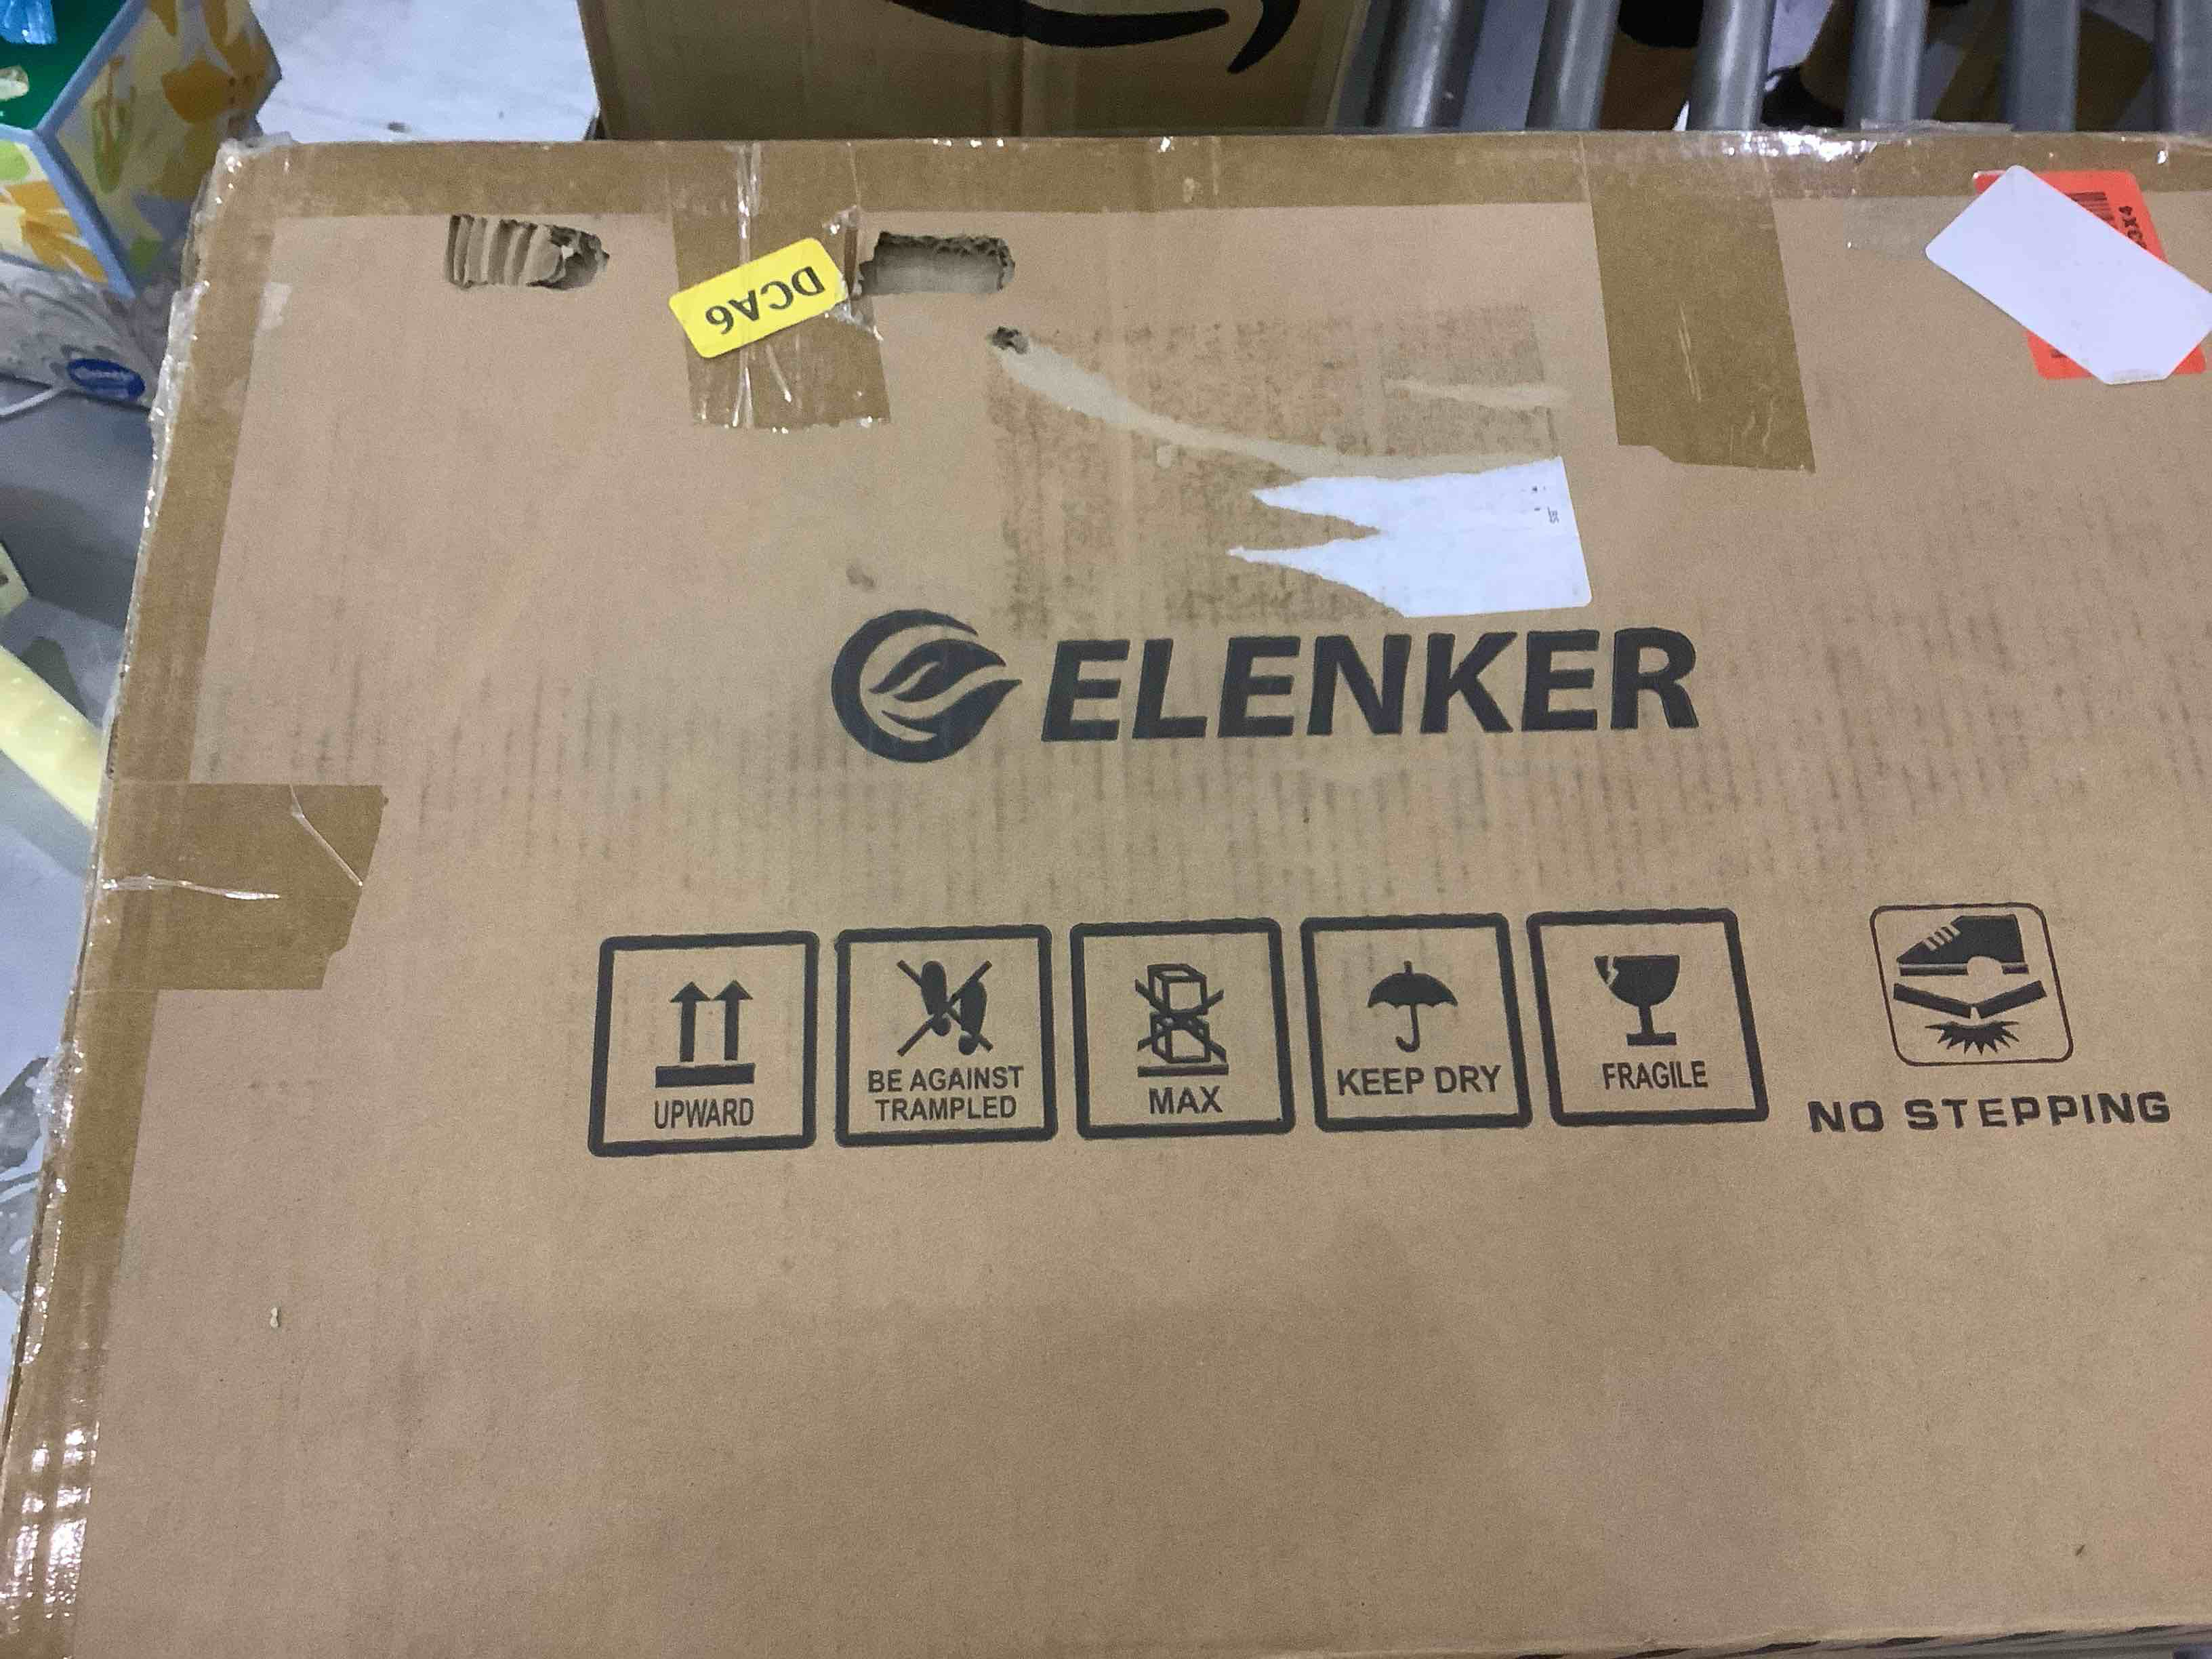 DCA6
ELENKER
UPWARD
BE AGAINST
TRAMPLED
MAX
KEEP DRY
FRAGILE
NO STEPPING